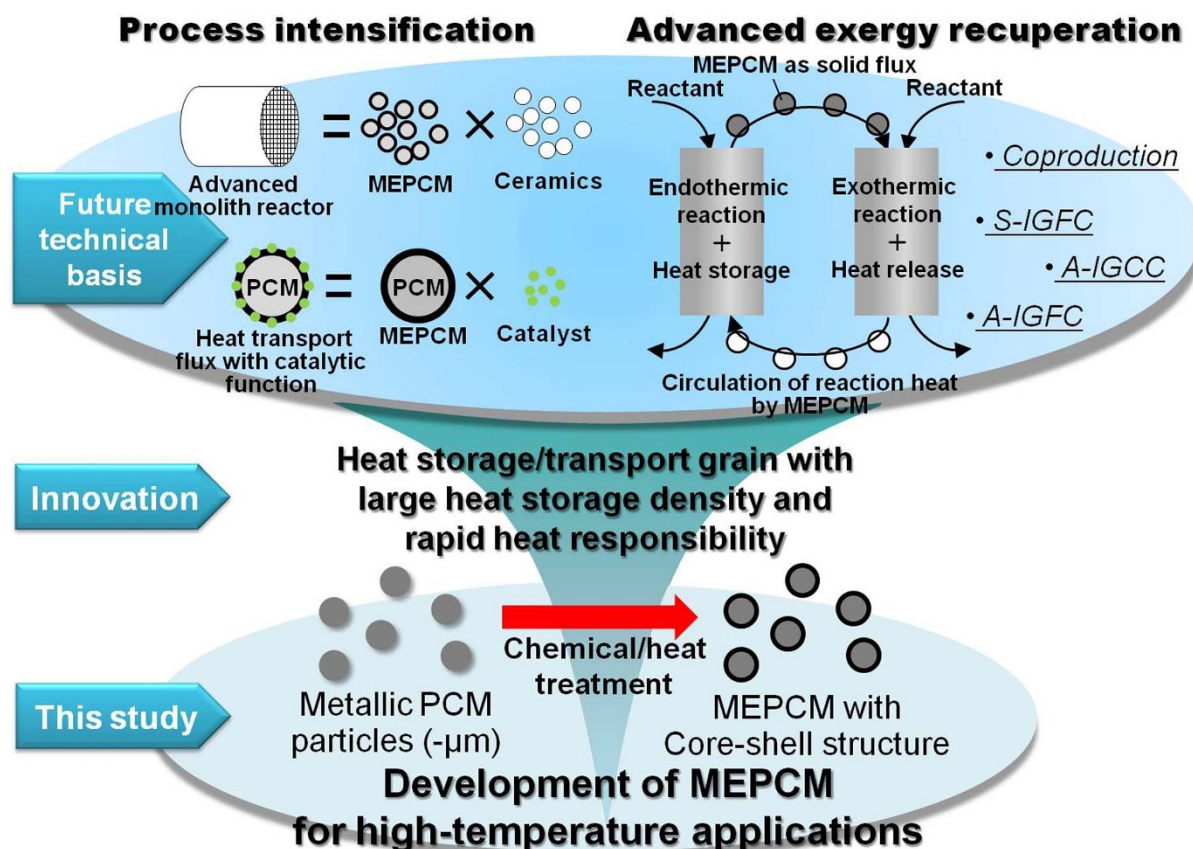 Process intensification
Advanced exergy recuperation
MEPCM as solid flux
Reactant
Reactant
=
×
Advanced
monolith reactor
MEPCM
Ceramics
Endothermic
reaction
+
Heat storage
Exothermic
reaction
+
Heat release
• Coproduction
• S-IGFC
• A-IGCC
• A-IGFC
Future
technical
basis
PCM
=
PCM
×
Heat transport
flux with catalytic
function
MEPCM
Catalyst
Circulation of reaction heat
by MEPCM
Innovation
Heat storage/transport grain with
large heat storage density and
rapid heat responsibility
This study
Chemical/heat
treatment
Metallic PCM
particles (-μm)
MEPCM with
Core-shell structure
Development of MEPCM
for high-temperature applications